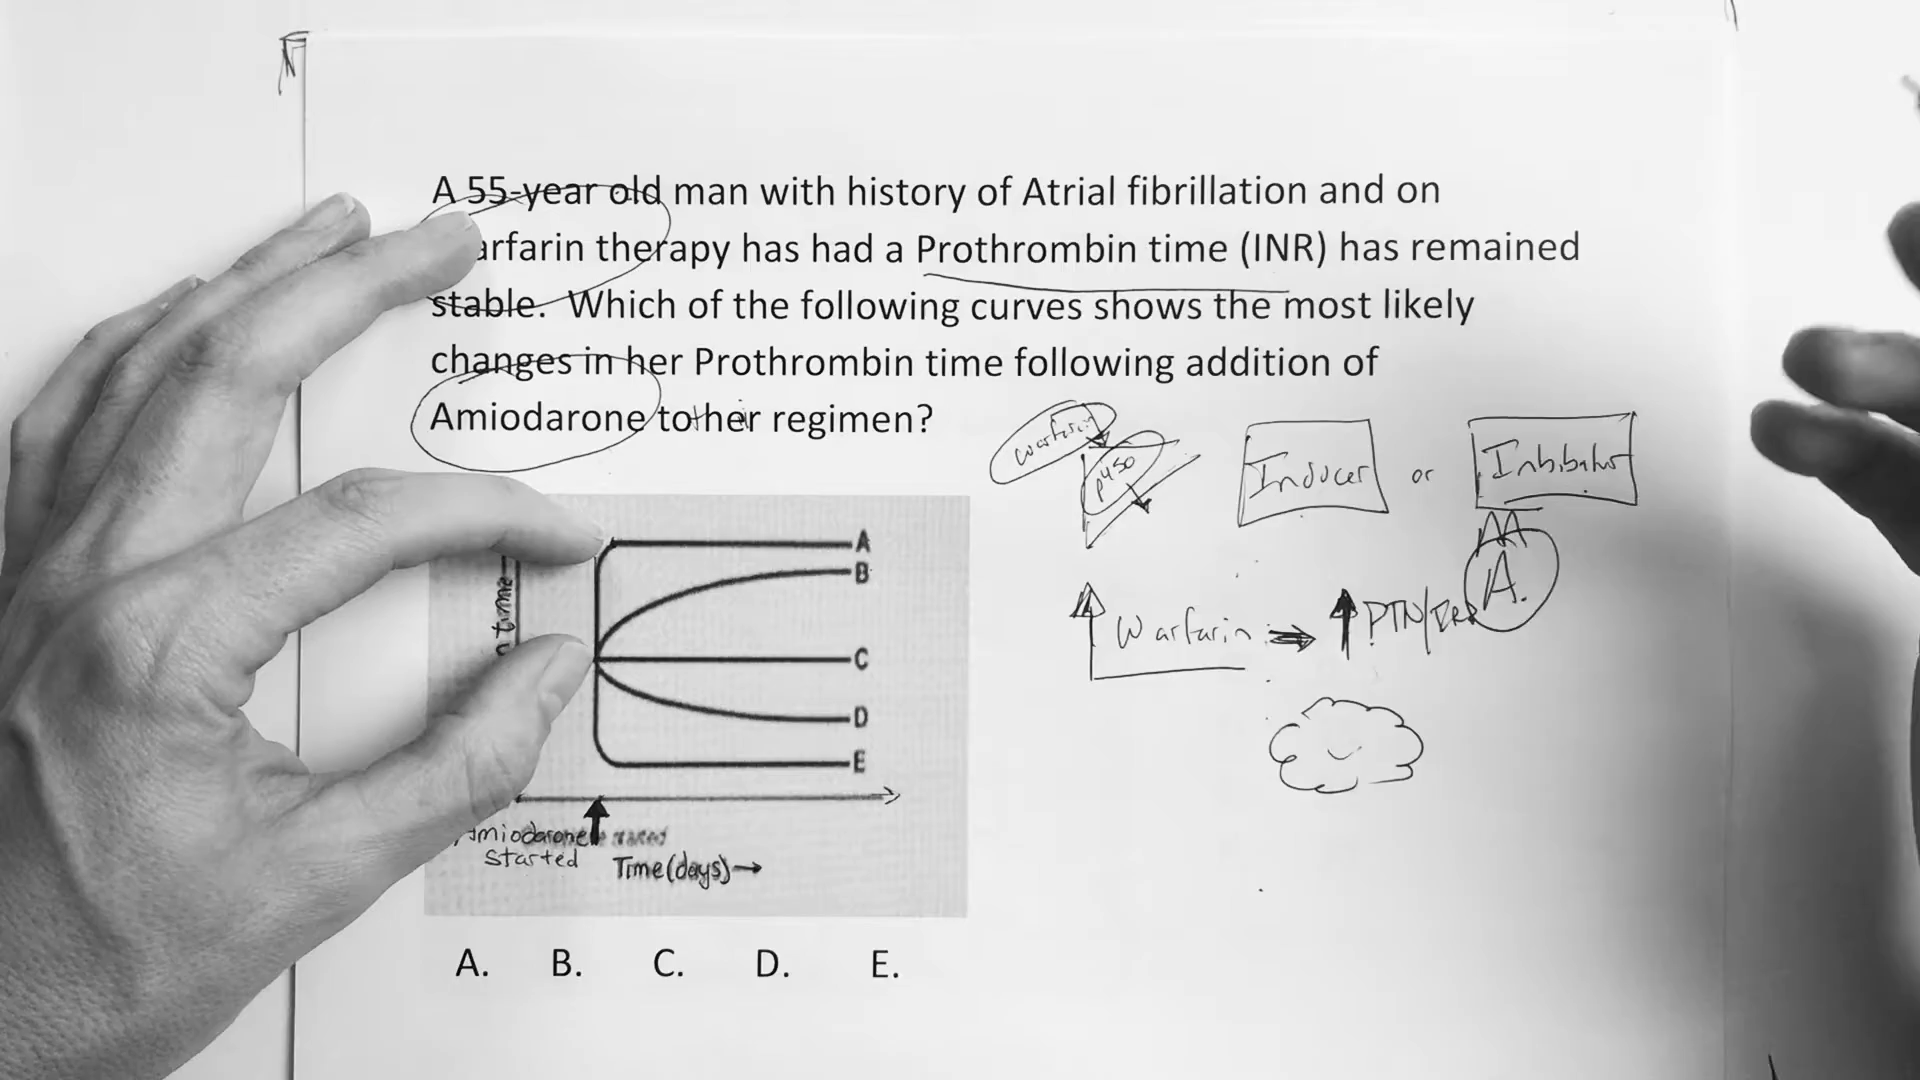 A 55-year old man with history of Atrial fibrillation and on
arfarin therapy has had a Prothrombin time (INR) has remained
stable. Which of the following curves shows the most likely
changes in her Prothrombin time following addition of
Amiodarone to her regimen?
Warfarin
P450
Inducer or Inhibitor
AA
A.
Warfarin
A
B
C
D
E
time
Amiodarone
started
Time(days)
A. B. C. D. E.